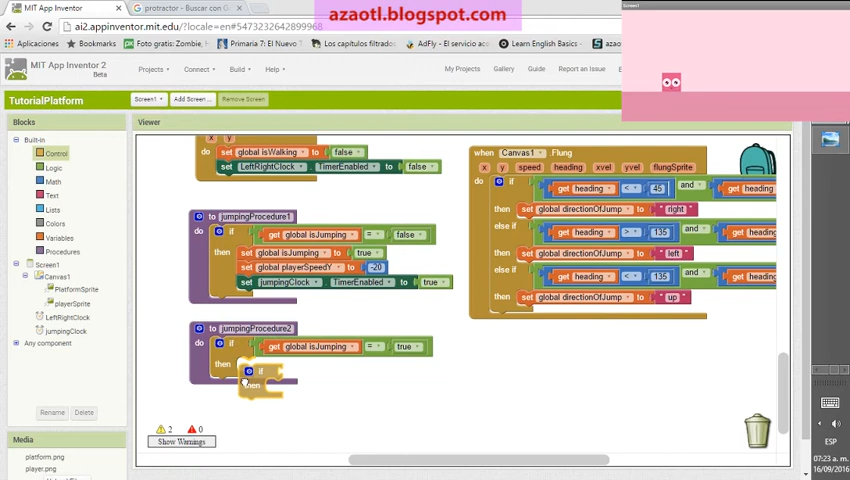 MIT App Inventor 2
protractor - Buscar con G
azaotl.blogspot.com
Screen1
ai2.appinventor.mit.edu/?locale=en#5473232642899968
Aplicaciones
Foto gratis: Zombie, H
Primaria 7: El Nuevo T
Los capitulos filtrados
AdFly - El servicio ac
Learn English Basics
azaot
MIT App Inventor 2
Beta
Projects
Connect
Build
Help
My Projects
Gallery
Guide
Report an Issue
TutorialPlatform
Screen1
Add Screen ...
Remove Screen
Blocks
Viewer
Built-in
Control
Logic
Math
Text
Lists
Colors
Variables
Procedures
Screen1
Canvas1
PlatformSprite
playerSprite
LeftRightClock
jumpingClock
Any component
Rename
Delete
Media
platform.png
player.png
x y
do set global isWalking to false
set LeftRightClock . TimerEnabled to false
to jumpingProcedure1
do if get global isJumping = false
then set global isJumping to true
set global playerSpeedY to -20
set jumpingClock . TimerEnabled to true
to jumpingProcedure2
do if get global isJumping = true
then
if
then
when Canvas1 .Flung
x y speed heading xvel yvel flungSprite
do if get heading < 45 and get heading
then set global directionOfJump to " right "
else if get heading > 135 and get heading
then set global directionOfJump to " left "
else if get heading < 135 and get heading
then set global directionOfJump to " up "
2 0
Show Warnings
ESP
07:23 a. m.
16/09/2016